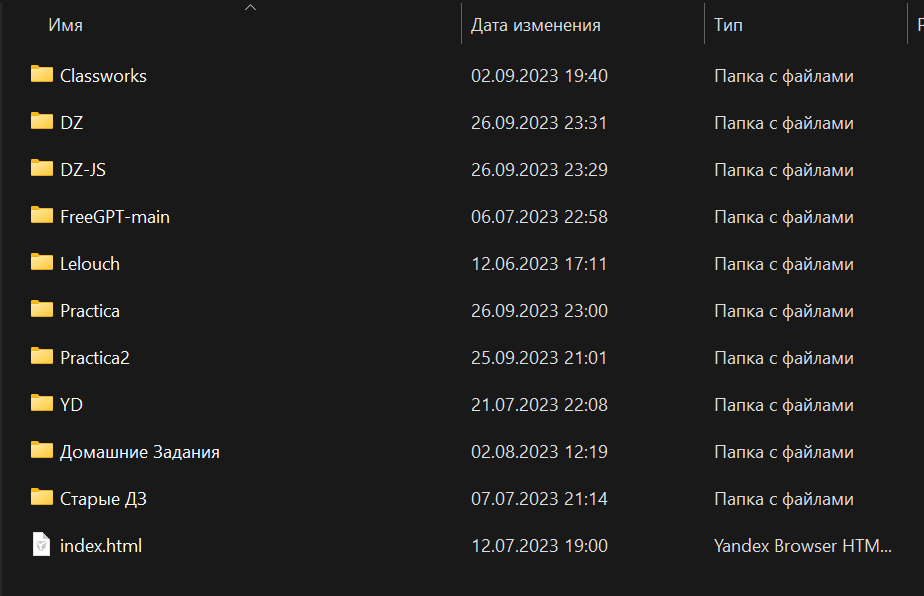 Имя Дата изменения Тип
Classworks 02.09.2023 19:40 Папка с файлами
DZ 26.09.2023 23:31 Папка с файлами
DZ-JS 26.09.2023 23:29 Папка с файлами
FreeGPT-main 06.07.2023 22:58 Папка с файлами
Lelouch 12.06.2023 17:11 Папка с файлами
Practica 26.09.2023 23:00 Папка с файлами
Practica2 25.09.2023 21:01 Папка с файлами
YD 21.07.2023 22:08 Папка с файлами
Домашние Задания 02.08.2023 12:19 Папка с файлами
Старые ДЗ 07.07.2023 21:14 Папка с файлами
index.html 12.07.2023 19:00 Yandex Browser HTM...